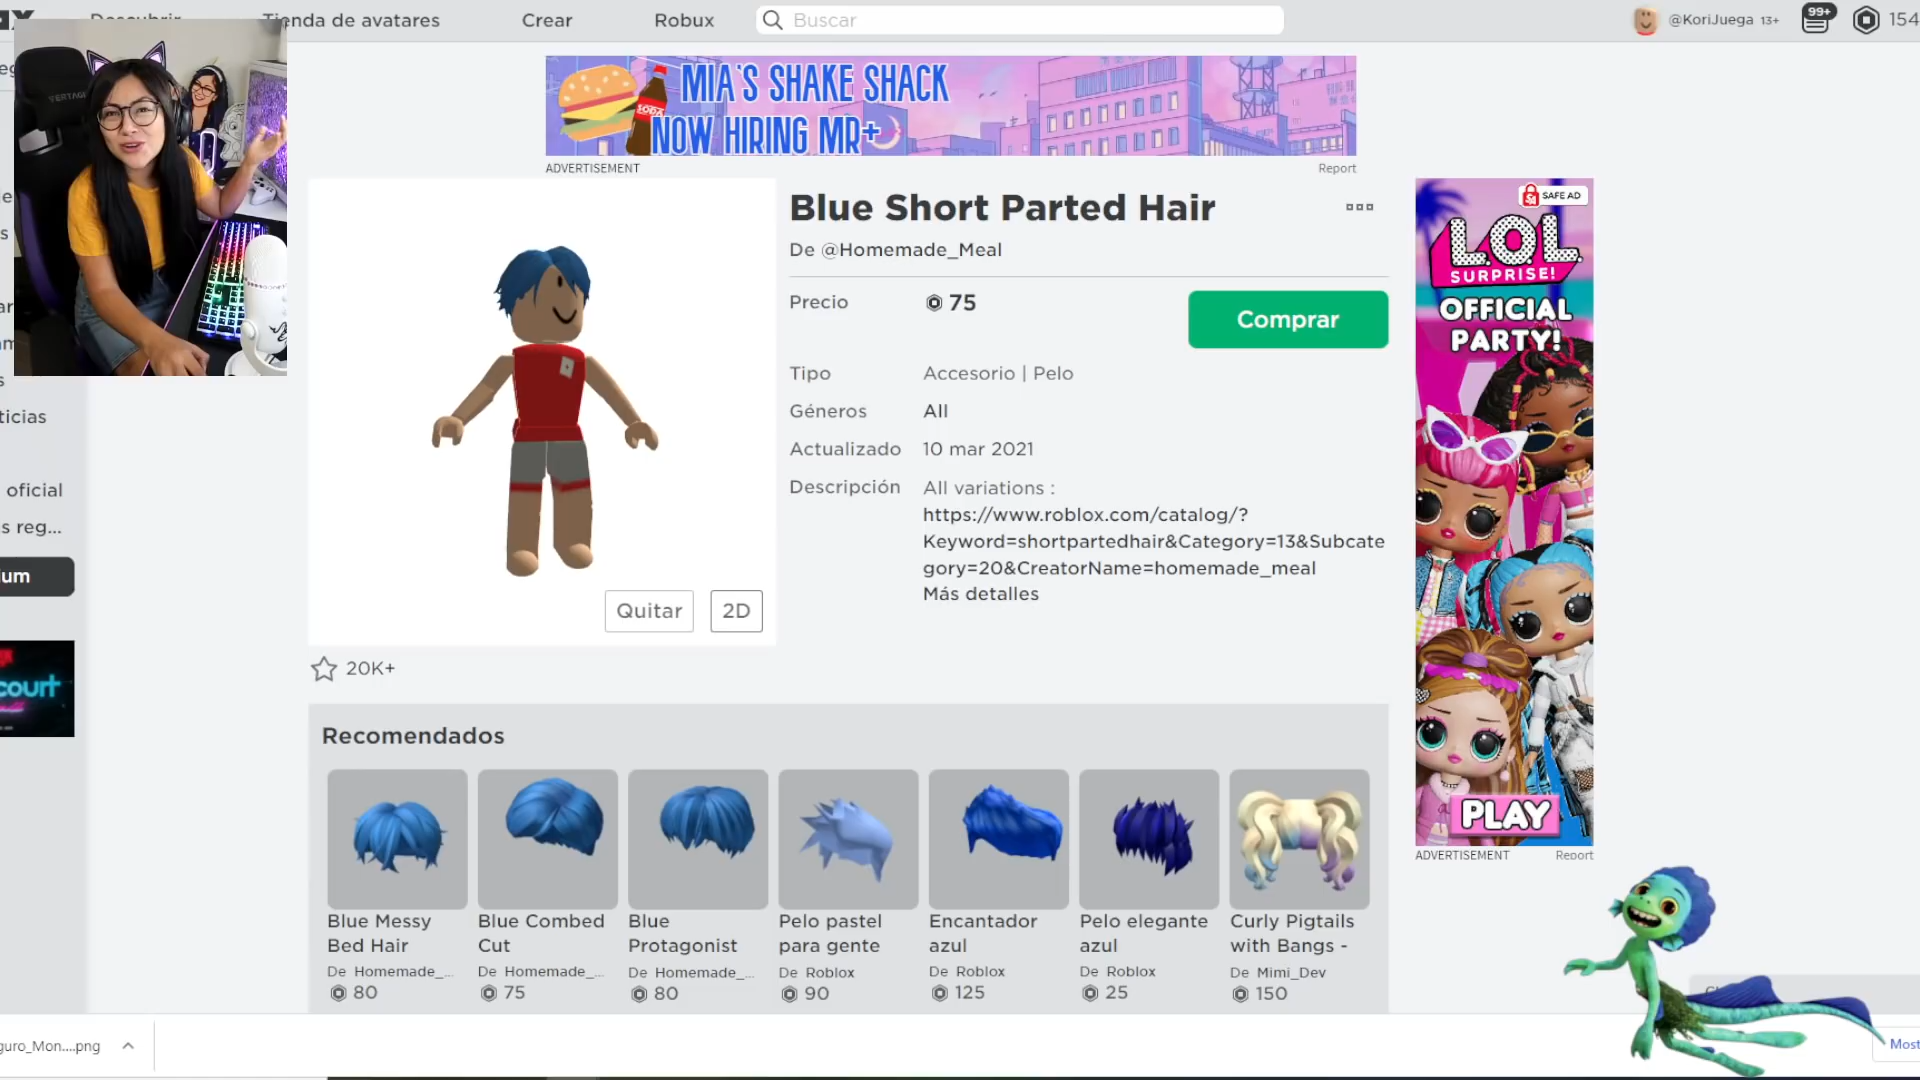 Tienda de avatares
Crear
Robux
Buscar
@KoriJuega 13+
99+
154
VERTAGEAR
MIA'S SHAKE SHACK
NOW HIRING MR+
SODA
ADVERTISEMENT
Report
Blue Short Parted Hair
De @Homemade_Meal
Precio
75
Comprar
Tipo
Accesorio | Pelo
Géneros
All
Actualizado
10 mar 2021
Descripción
All variations :
https://www.roblox.com/catalog/?
Keyword=shortpartedhair&Category=13&Subcate
gory=20&CreatorName=homemade_meal
Más detalles
Quitar
2D
20K+
ticias
oficial
s reg...
ium
court
SAFE AD
L.O.L.
SURPRISE!
OFFICIAL
PARTY!
PLAY
ADVERTISEMENT
Report
Recomendados
Blue Messy
Bed Hair
De Homemade_...
80
Blue Combed
Cut
De Homemade_...
75
Blue
Protagonist
De Homemade_...
80
Pelo pastel
para gente
De Roblox
90
Encantador
azul
De Roblox
125
Pelo elegante
azul
De Roblox
25
Curly Pigtails
with Bangs -
De Mimi_Dev
150
guro_Mon....png
Most